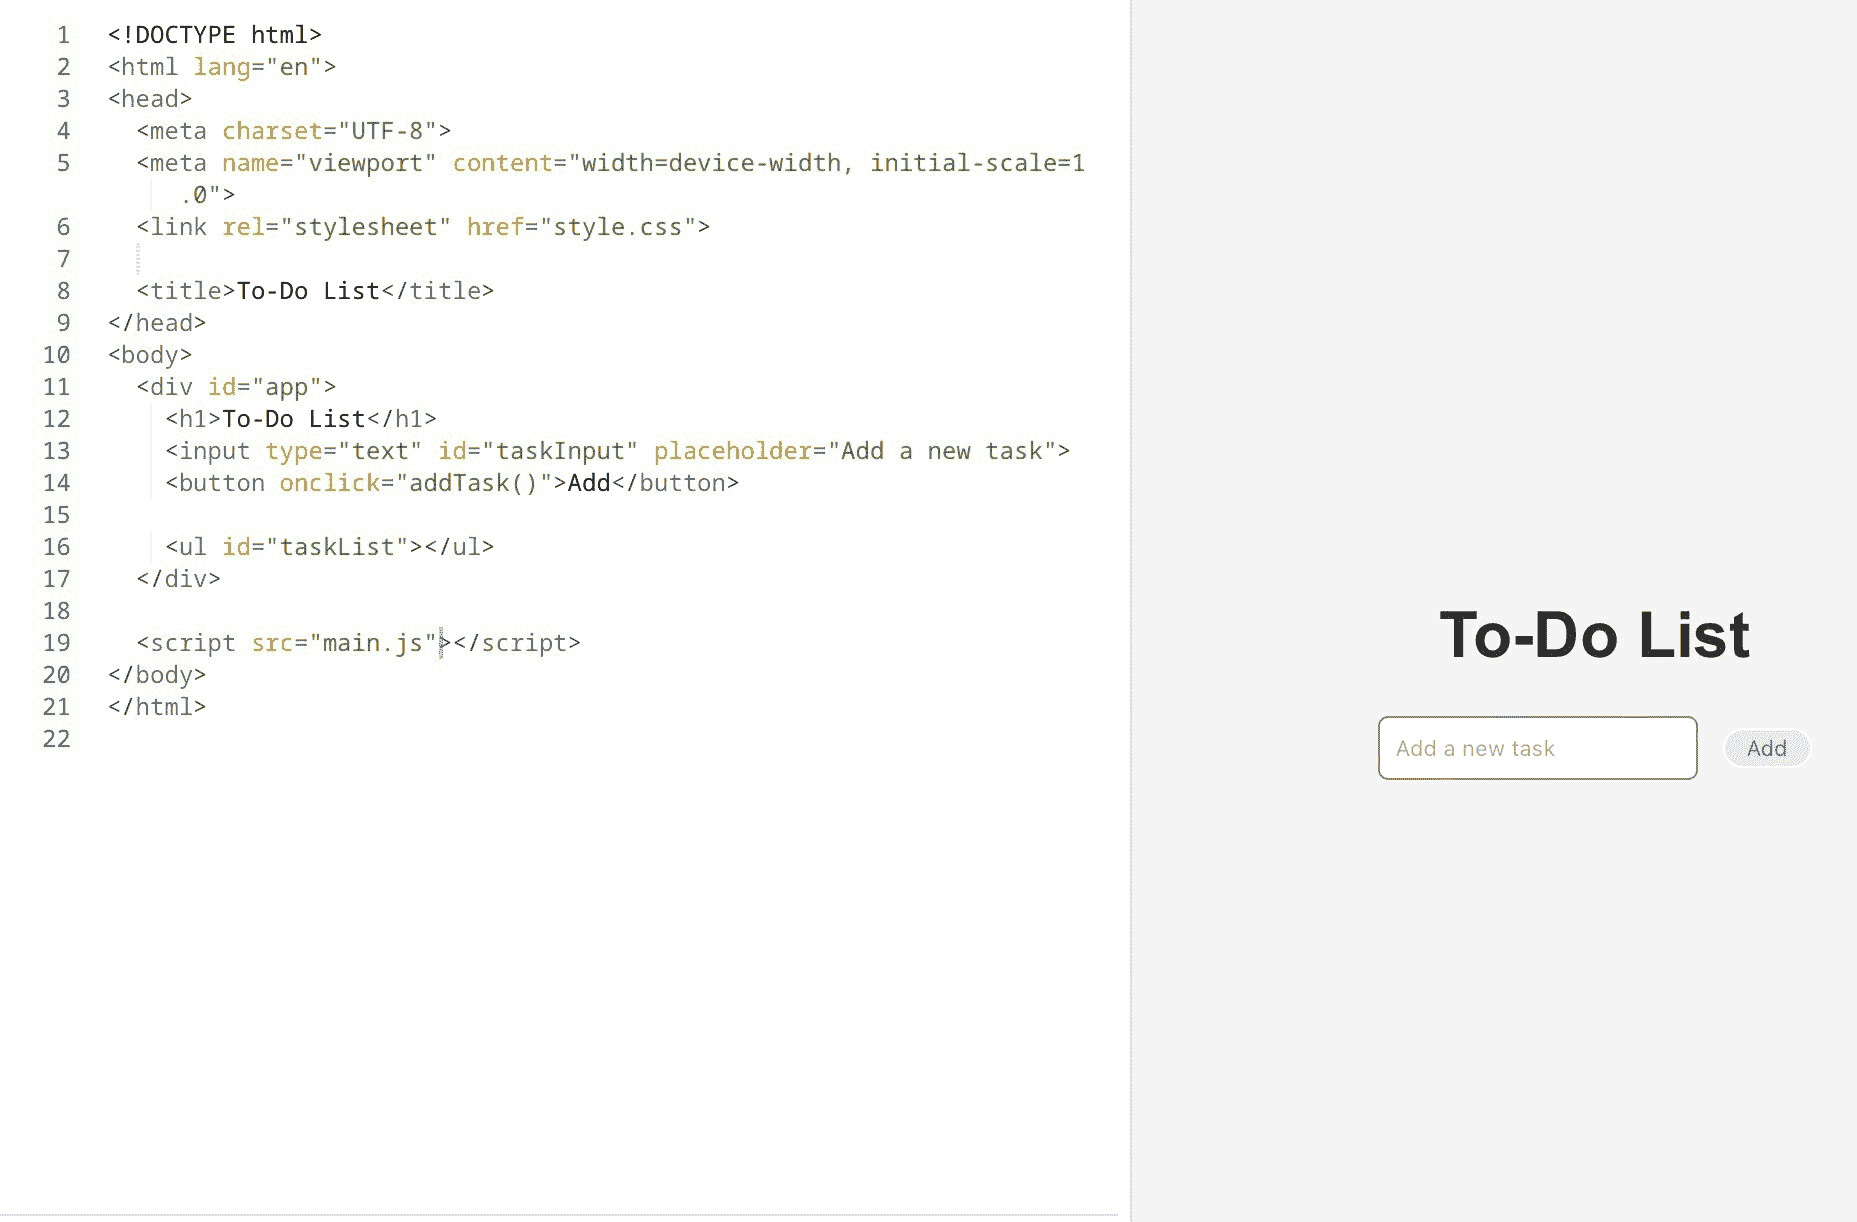 1 <!DOCTYPE html>
2 <html lang="en">
3 <head>
4 <meta charset="UTF-8">
5 <meta name="viewport" content="width=device-width, initial-scale=1
.0">
6 <link rel="stylesheet" href="style.css">
7
8 <title>To-Do List</title>
9 </head>
10 <body>
11 <div id="app">
12 <h1>To-Do List</h1>
13 <input type="text" id="taskInput" placeholder="Add a new task">
14 <button onclick="addTask()">Add</button>
15
16 <ul id="taskList"></ul>
17 </div>
18
19 <script src="main.js"></script>
20 </body>
21 </html>
22
To-Do List
Add a new task
Add